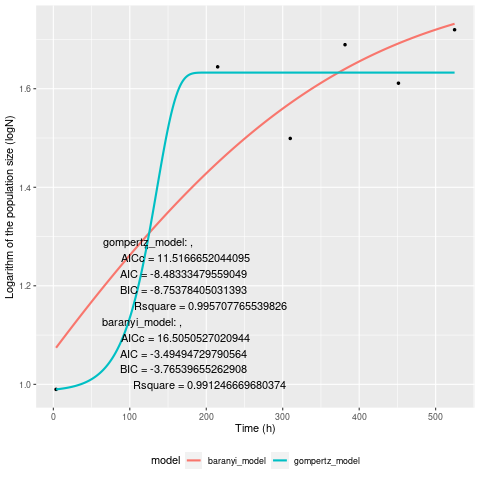 1.6
1.4
1.2
1.0
Logarithm of the population size (logN)
gompertz_model: ,
AICc = 11.5166652044095
AIC = -8.48333479559049
BIC = -8.75378405031393
Rsquare = 0.995707765539826
baranyi_model: ,
AICc = 16.5050527020944
AIC = -3.49494729790564
BIC = -3.76539655262908
Rsquare = 0.991246669680374
0 100 200 300 400 500
Time (h)
model baranyi_model gompertz_model